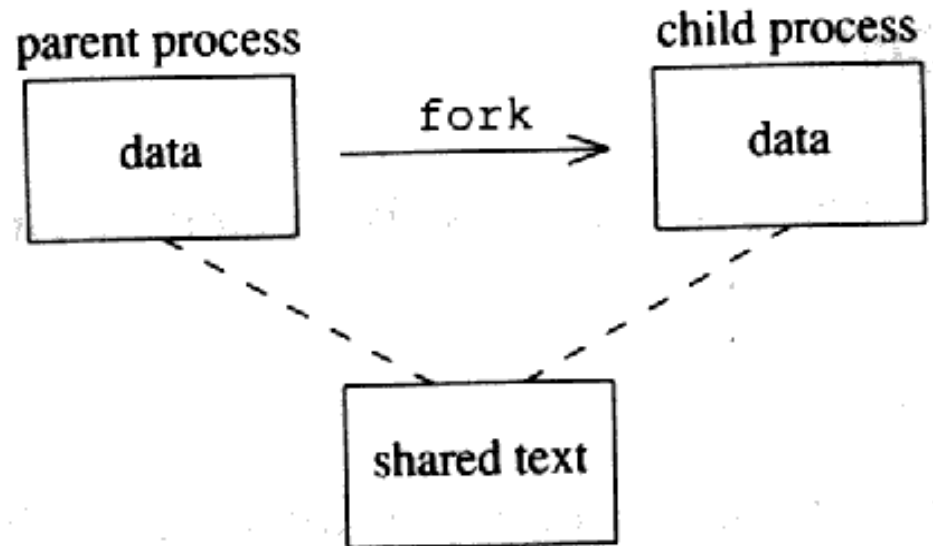 parent process
child process
data
fork
data
shared text